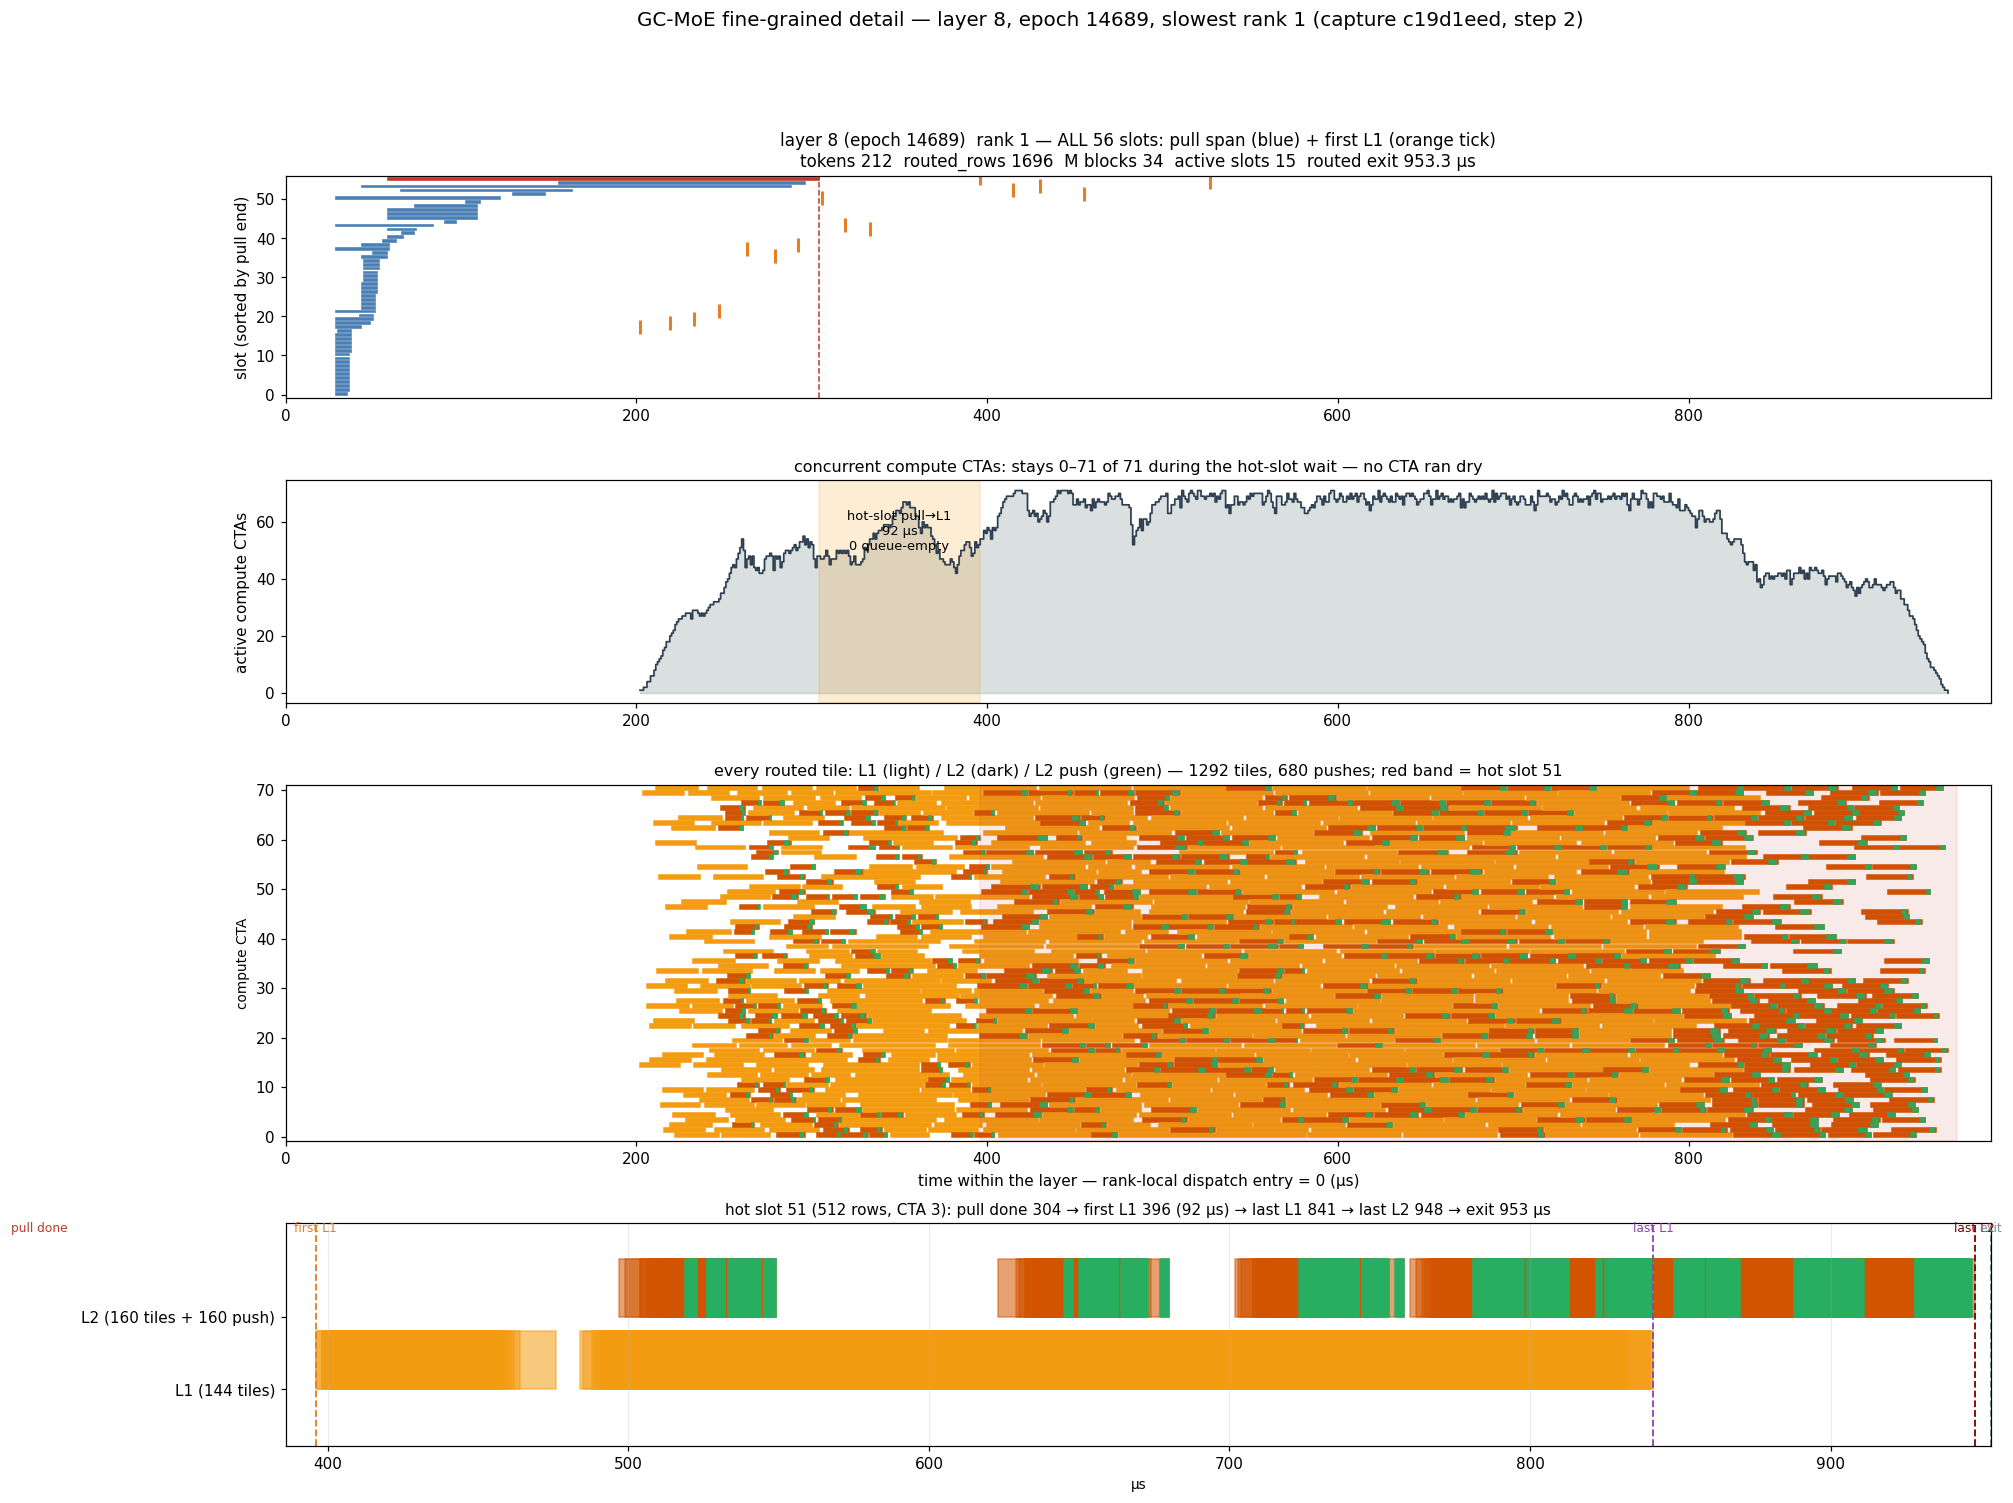 GC-MoE fine-grained detail — layer 8, epoch 14689, slowest rank 1 (capture c19d1eed, step 2)
layer 8 (epoch 14689)  rank 1 — ALL 56 slots: pull span (blue) + first L1 (orange tick)
tokens 212  routed_rows 1696  M blocks 34  active slots 15  routed exit 953.3 µs
slot (sorted by pull end)
50
40
30
20
10
0
0 200 400 600 800
concurrent compute CTAs: stays 0–71 of 71 during the hot-slot wait — no CTA ran dry
active compute CTAs
60
40
20
0
hot-slot pull→L1
92 µs
0 queue-empty
0 200 400 600 800
every routed tile: L1 (light) / L2 (dark) / L2 push (green) — 1292 tiles, 680 pushes; red band = hot slot 51
compute CTA
70
60
50
40
30
20
10
0
0 200 400 600 800
time within the layer — rank-local dispatch entry = 0 (µs)
hot slot 51 (512 rows, CTA 3): pull done 304 → first L1 396 (92 µs) → last L1 841 → last L2 948 → exit 953 µs
pull done first L1 last L1 last L2 exit
L2 (160 tiles + 160 push)
L1 (144 tiles)
400 500 600 700 800 900
µs